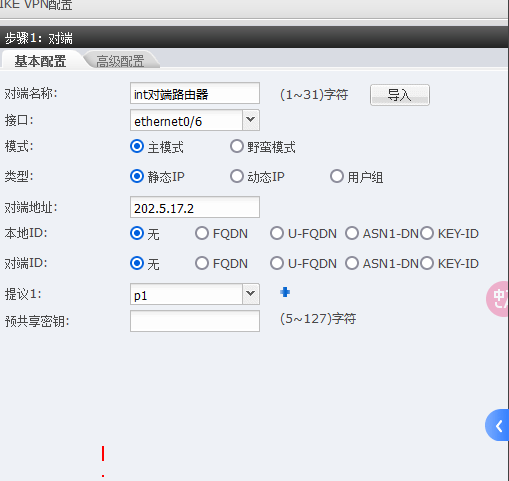 IKE VPN配置
步骤1: 对端
基本配置 高级配置
对端名称: int对端路由器 (1~31)字符 导入
接口: ethernet0/6
模式: 主模式 野蛮模式
类型: 静态IP 动态IP 用户组
对端地址: 202.5.17.2
本地ID: 无 FQDN U-FQDN ASN1-DN KEY-ID
对端ID: 无 FQDN U-FQDN ASN1-DN KEY-ID
提议1: p1
预共享密钥: (5~127)字符